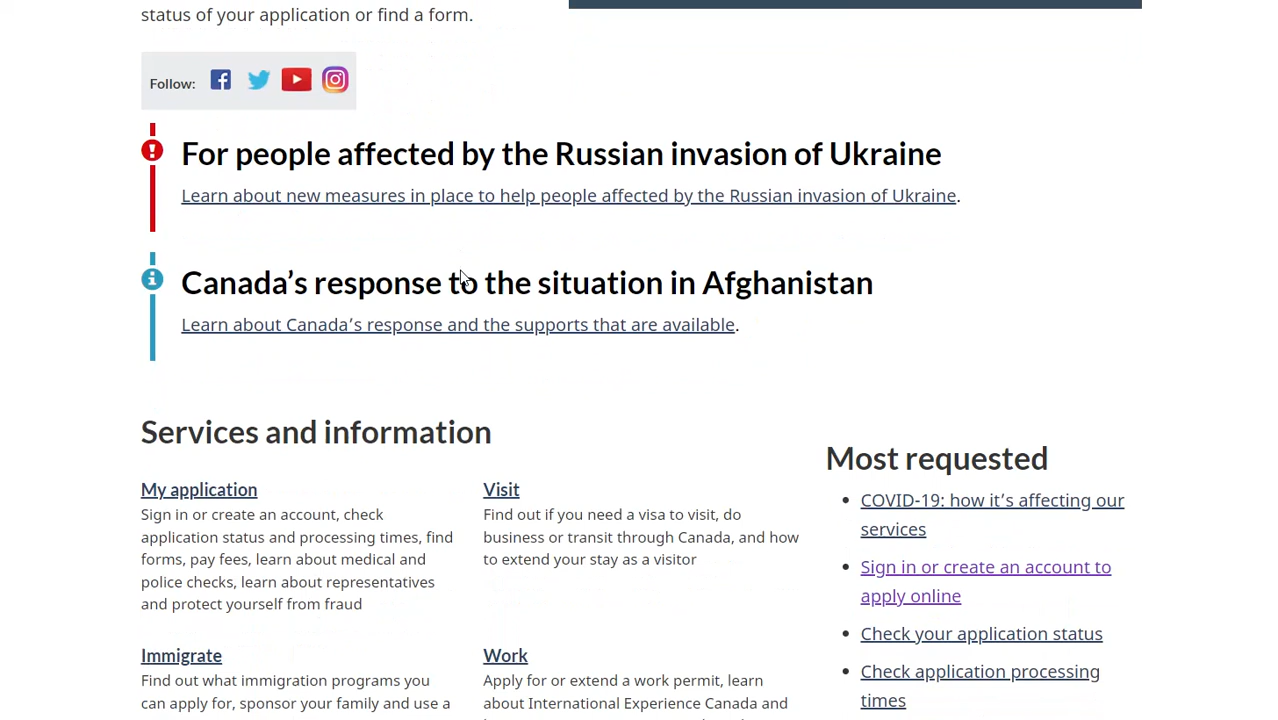 status of your application or find a form.
Follow:
For people affected by the Russian invasion of Ukraine
Learn about new measures in place to help people affected by the Russian invasion of Ukraine.
Canada’s response to the situation in Afghanistan
Learn about Canada’s response and the supports that are available.
Services and information
My application
Sign in or create an account, check
application status and processing times, find
forms, pay fees, learn about medical and
police checks, learn about representatives
and protect yourself from fraud
Visit
Find out if you need a visa to visit, do
business or transit through Canada, and how
to extend your stay as a visitor
Immigrate
Find out what immigration programs you
can apply for, sponsor your family and use a
Work
Apply for or extend a work permit, learn
about International Experience Canada and
Most requested
COVID-19: how it’s affecting our
services
Sign in or create an account to
apply online
Check your application status
Check application processing
times